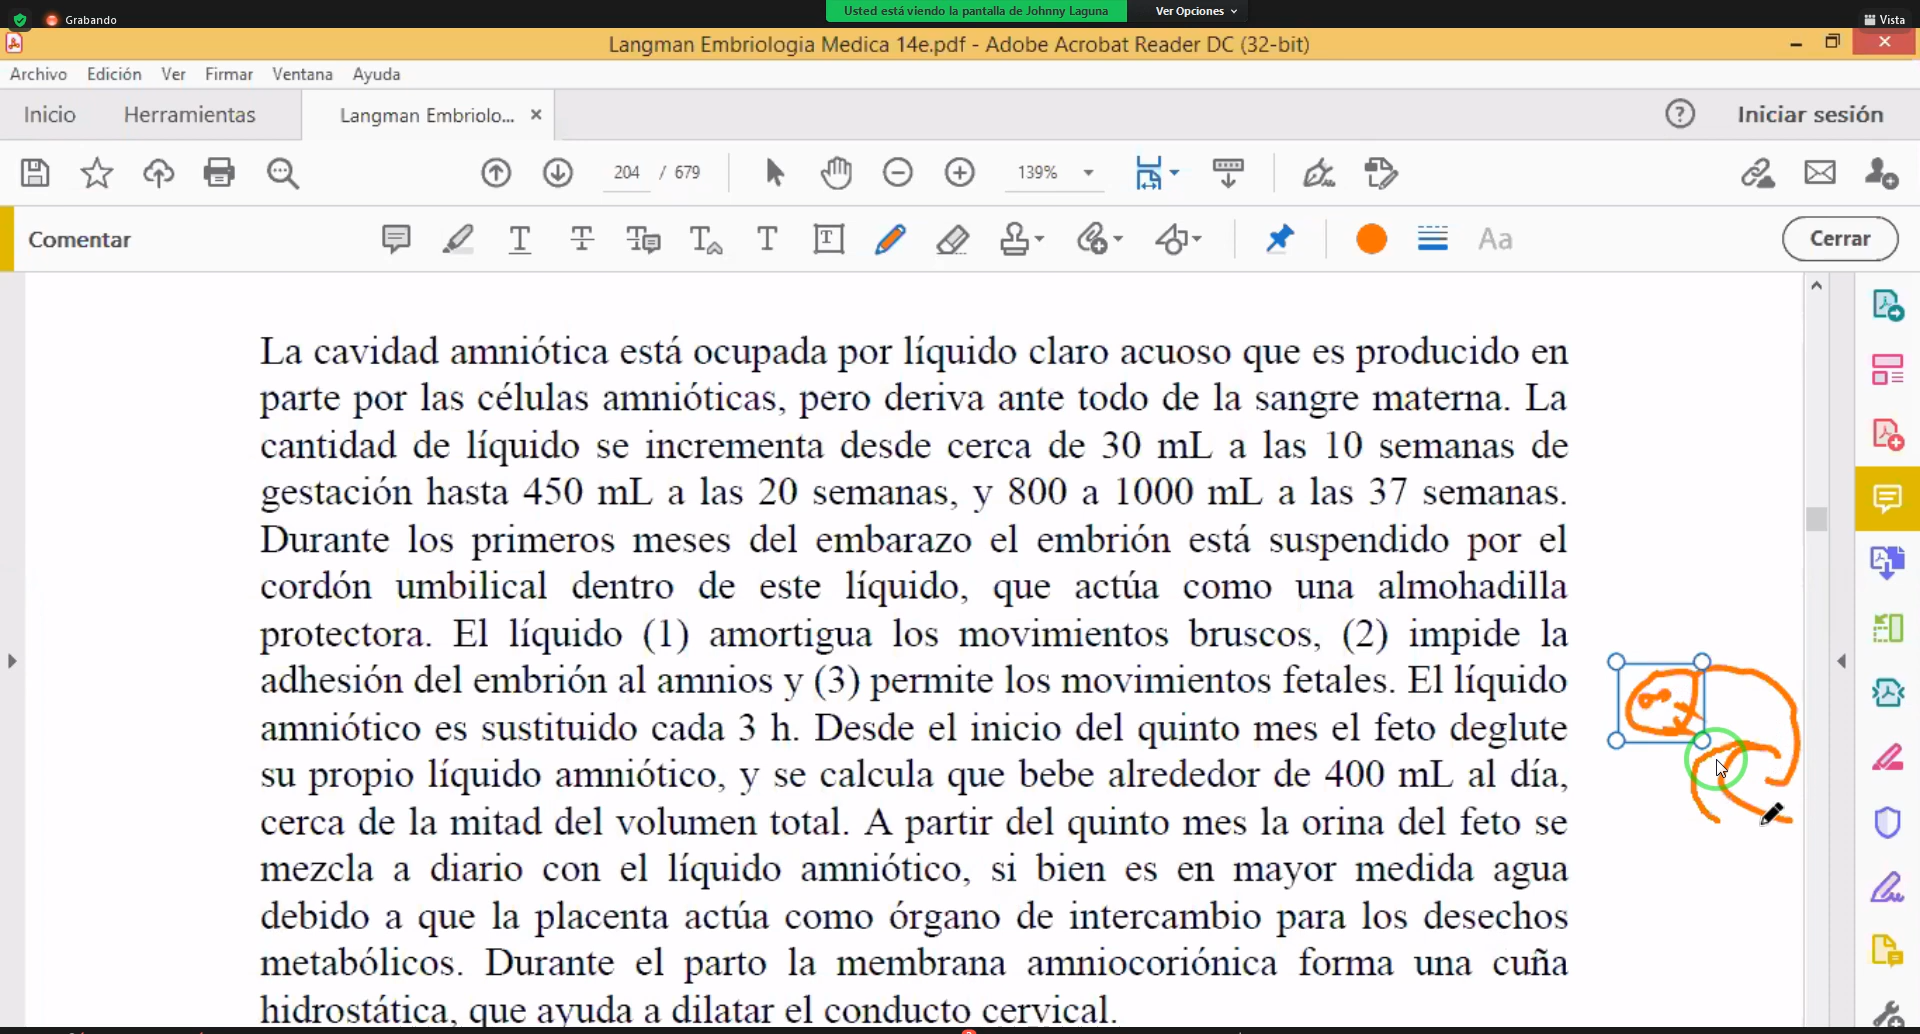 Grabando
Usted está viendo la pantalla de Johnny Laguna
Ver Opciones
Vista
Langman Embriologia Medica 14e.pdf - Adobe Acrobat Reader DC (32-bit)
Archivo Edición Ver Firmar Ventana Ayuda
Inicio Herramientas Langman Embriolo... × ? Iniciar sesión
204 / 679 139%
Comentar Aa Cerrar
La cavidad amniótica está ocupada por líquido claro acuoso que es producido en
parte por las células amnióticas, pero deriva ante todo de la sangre materna. La
cantidad de líquido se incrementa desde cerca de 30 mL a las 10 semanas de
gestación hasta 450 mL a las 20 semanas, y 800 a 1000 mL a las 37 semanas.
Durante los primeros meses del embarazo el embrión está suspendido por el
cordón umbilical dentro de este líquido, que actúa como una almohadilla
protectora. El líquido (1) amortigua los movimientos bruscos, (2) impide la
adhesión del embrión al amnios y (3) permite los movimientos fetales. El líquido
amniótico es sustituido cada 3 h. Desde el inicio del quinto mes el feto deglute
su propio líquido amniótico, y se calcula que bebe alrededor de 400 mL al día,
cerca de la mitad del volumen total. A partir del quinto mes la orina del feto se
mezcla a diario con el líquido amniótico, si bien es en mayor medida agua
debido a que la placenta actúa como órgano de intercambio para los desechos
metabólicos. Durante el parto la membrana amniocoriónica forma una cuña
hidrostática, que ayuda a dilatar el conducto cervical.